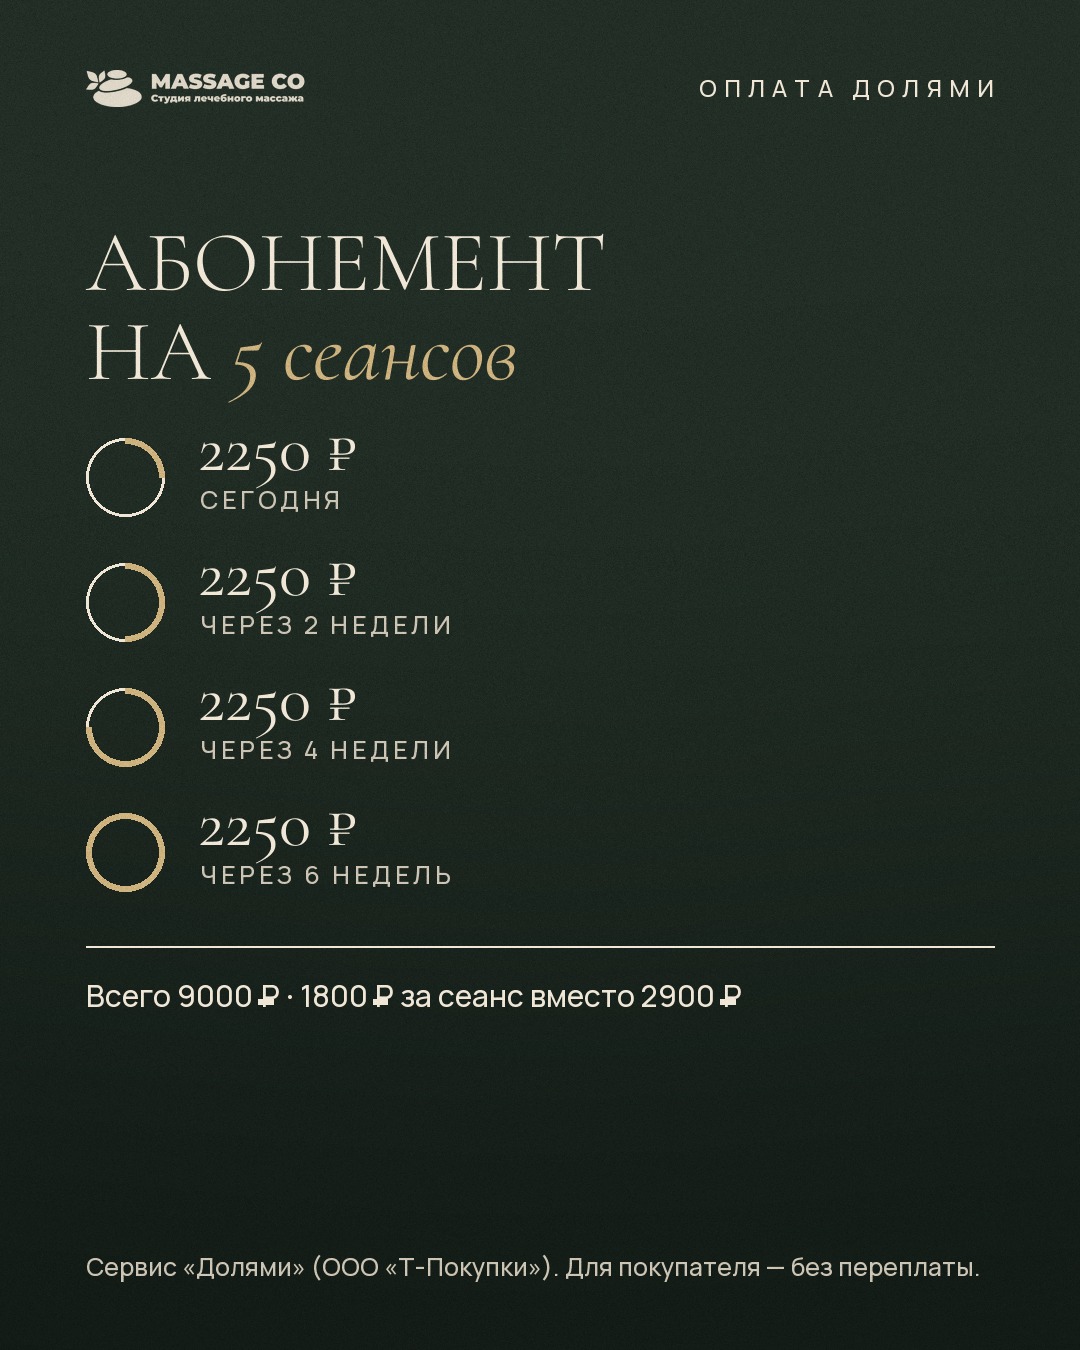 MASSAGE CO
Студия лечебного массажа
ОПЛАТА ДОЛЯМИ
АБОНЕМЕНТ
НА 5 сеансов
2250 ₽
СЕГОДНЯ
2250 ₽
ЧЕРЕЗ 2 НЕДЕЛИ
2250 ₽
ЧЕРЕЗ 4 НЕДЕЛИ
2250 ₽
ЧЕРЕЗ 6 НЕДЕЛЬ
Всего 9000 ₽ · 1800 ₽ за сеанс вместо 2900 ₽
Сервис «Долями» (ООО «Т-Покупки»). Для покупателя — без переплаты.